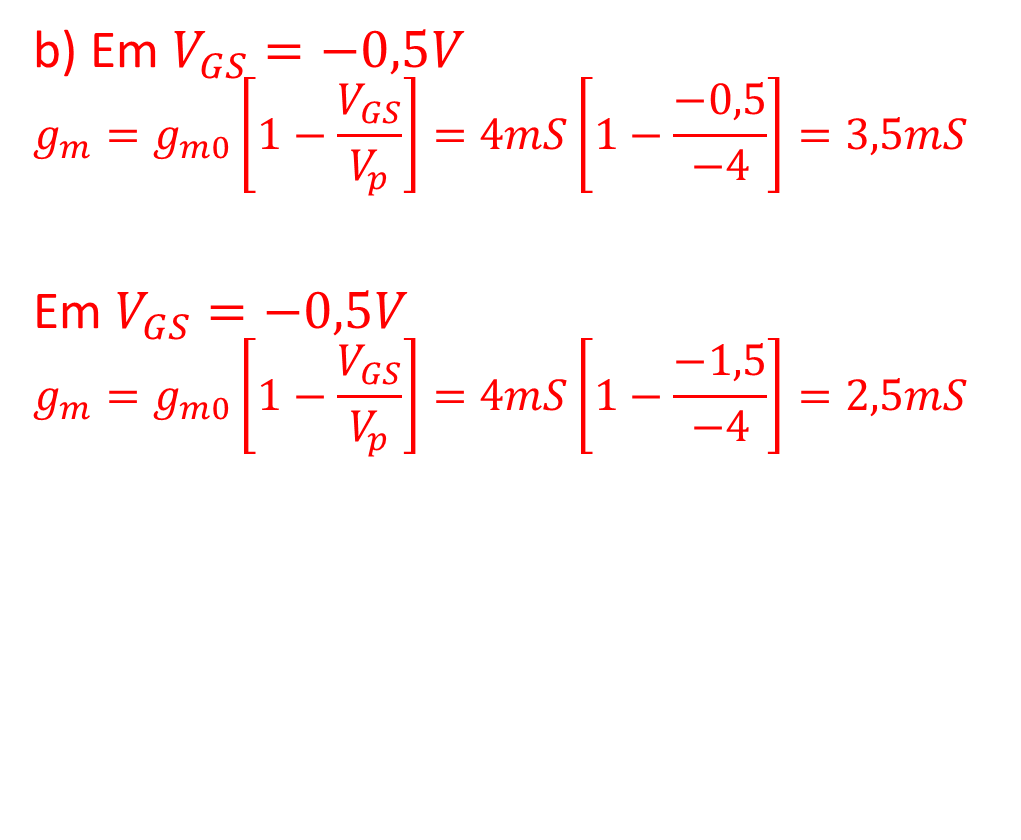 b) Em V_GS = −0,5V
g_m = g_m0 [1 − V_GS/V_p] = 4mS [1 − −0,5/−4] = 3,5mS
Em V_GS = −0,5V
g_m = g_m0 [1 − V_GS/V_p] = 4mS [1 − −1,5/−4] = 2,5mS